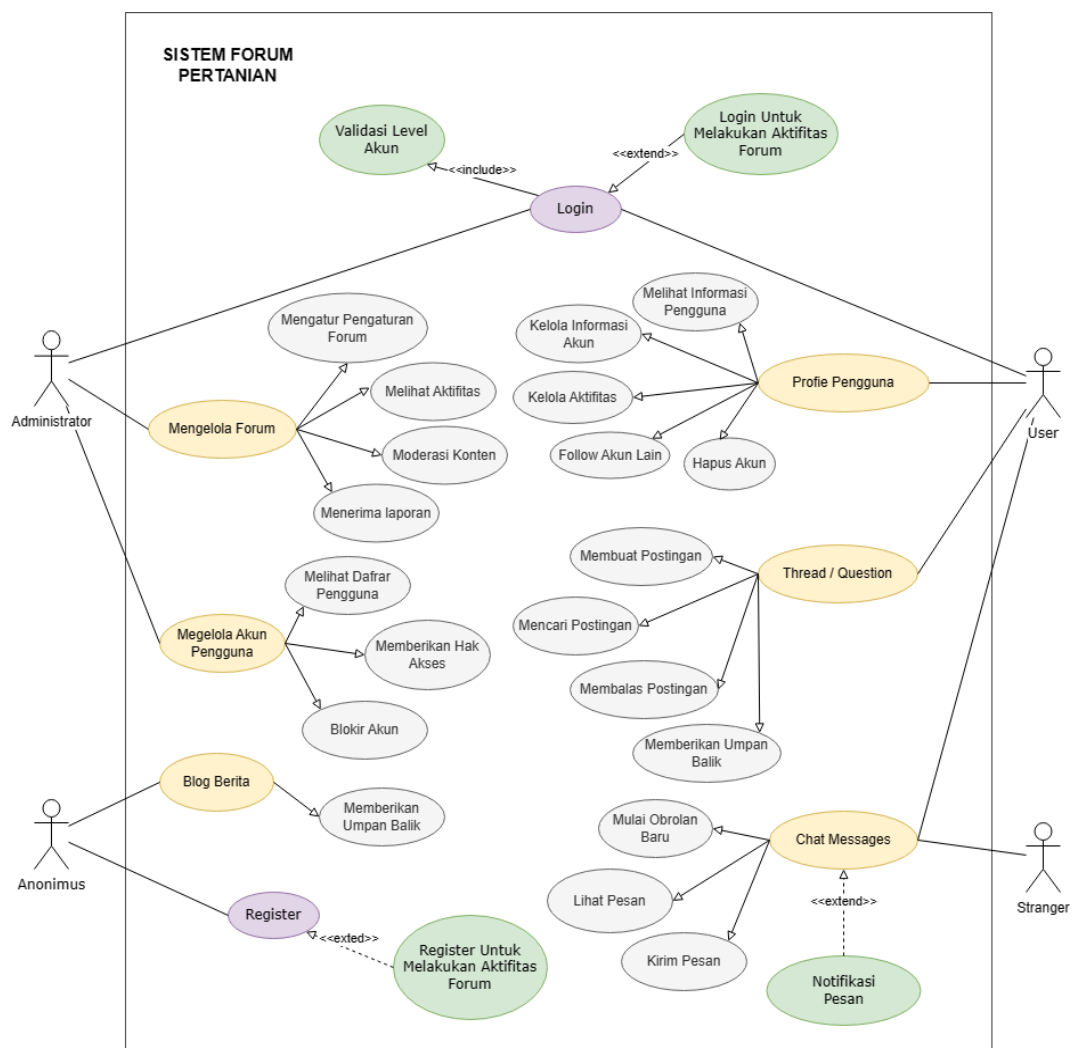 SISTEM FORUM
PERTANIAN
Validasi Level
Akun
Login Untuk
Melakukan Aktifitas
Forum
<<include>>
<<extend>>
Login
Mengatur Pengaturan
Forum
Melihat Informasi
Pengguna
Kelola Informasi
Akun
Melihat Aktifitas
Kelola Aktifitas
Profie Pengguna
Administrator
Mengelola Forum
User
Moderasi Konten
Follow Akun Lain
Hapus Akun
Menerima laporan
Membuat Postingan
Thread / Question
Melihat Dafrar
Pengguna
Megelola Akun
Pengguna
Mencari Postingan
Memberikan Hak
Akses
Membalas Postingan
Blokir Akun
Memberikan Umpan
Balik
Blog Berita
Memberikan
Umpan Balik
Mulai Obrolan
Baru
Chat Messages
Anonimus
Lihat Pesan
<<extend>>
Stranger
Register
<<exted>>
Register Untuk
Melakukan Aktifitas
Forum
Kirim Pesan
Notifikasi
Pesan